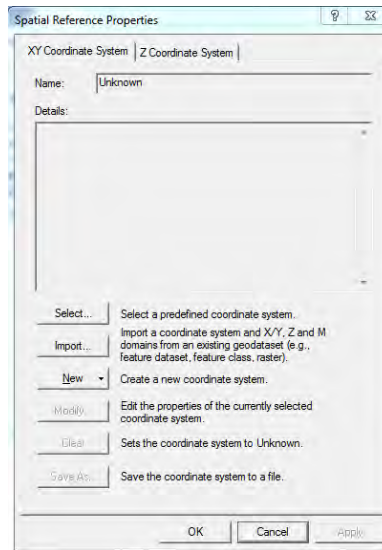 Spatial Reference Properties
XY Coordinate System Z Coordinate System
Name: Unknown
Details:
Select... Select a predefined coordinate system.
Import... Import a coordinate system and X/Y, Z and M
domains from an existing geodataset (e.g.,
feature dataset, feature class, raster).
New Create a new coordinate system.
Modify... Edit the properties of the currently selected
coordinate system.
Clear Sets the coordinate system to Unknown.
Save As... Save the coordinate system to a file.
OK Cancel Apply